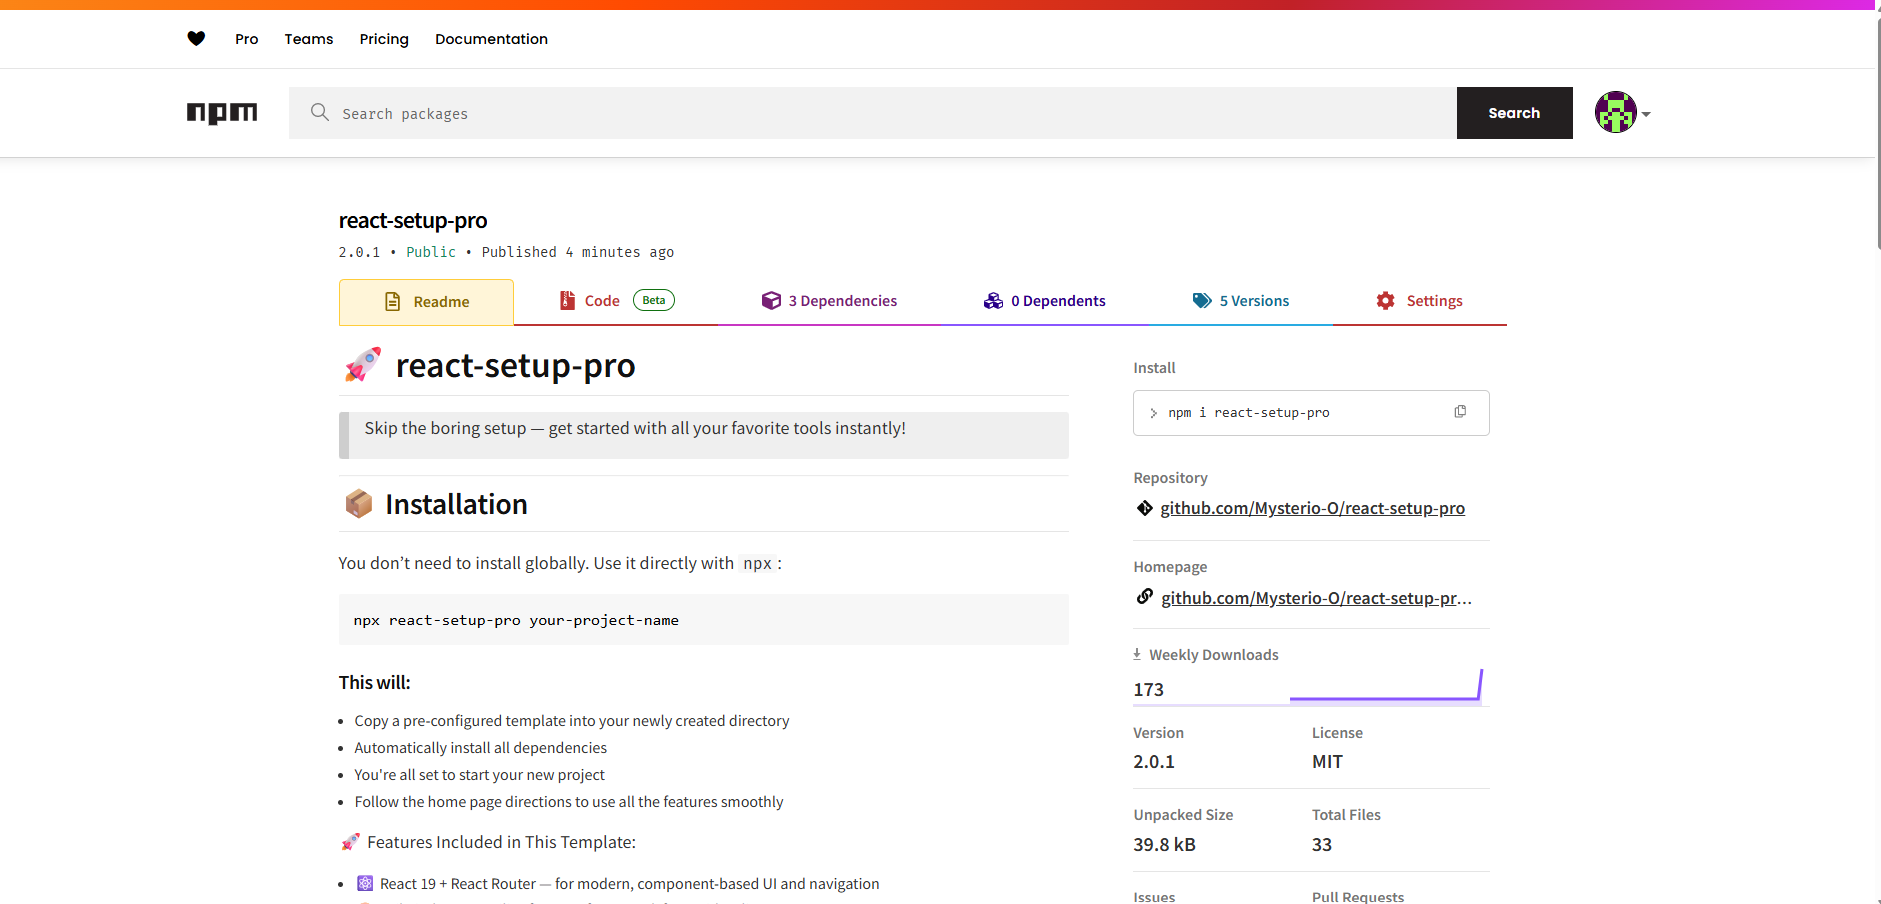 Pro Teams Pricing Documentation
npm Search packages Search
react-setup-pro
2.0.1 • Public • Published 4 minutes ago
Readme Code Beta 3 Dependencies 0 Dependents 5 Versions Settings
🚀 react-setup-pro
Skip the boring setup — get started with all your favorite tools instantly!
📦 Installation
You don’t need to install globally. Use it directly with npx :
npx react-setup-pro your-project-name
This will:
• Copy a pre-configured template into your newly created directory
• Automatically install all dependencies
• You're all set to start your new project
• Follow the home page directions to use all the features smoothly
🚀 Features Included in This Template:
• ⚛️ React 19 + React Router — for modern, component-based UI and navigation
Install
> npm i react-setup-pro
Repository
github.com/Mysterio-O/react-setup-pro
Homepage
github.com/Mysterio-O/react-setup-pr...
Weekly Downloads
173
Version License
2.0.1 MIT
Unpacked Size Total Files
39.8 kB 33
Issues Pull Requests